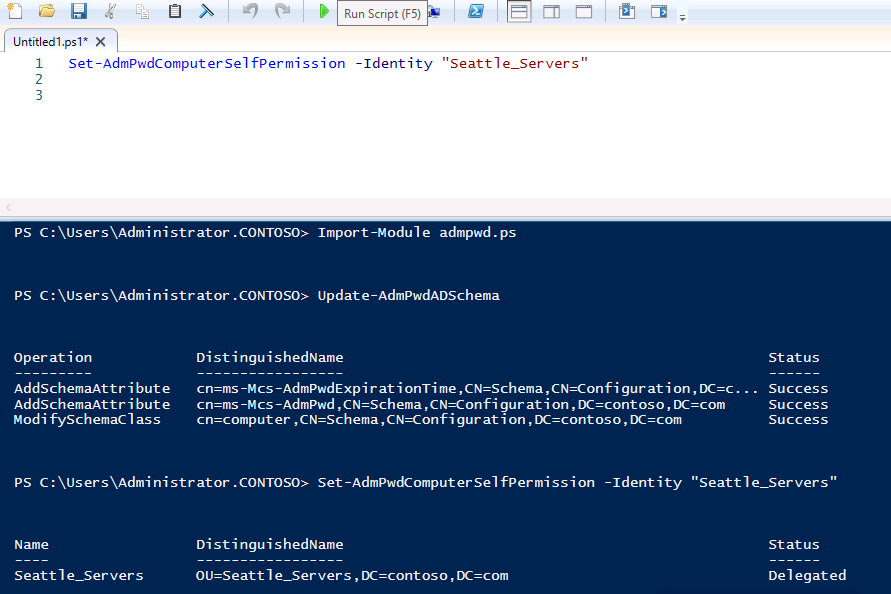 Run Script (F5)
Untitled1.ps1* X
1 Set-AdmPwdComputerSelfPermission -Identity "Seattle_Servers"
2
3
PS C:\Users\Administrator.CONTOSO> Import-Module admpwd.ps
PS C:\Users\Administrator.CONTOSO> Update-AdmPwdADSchema
Operation DistinguishedName Status
--------- ----------------- ------
AddSchemaAttribute cn=ms-Mcs-AdmPwdExpirationTime,CN=Schema,CN=Configuration,DC=c... Success
AddSchemaAttribute cn=ms-Mcs-AdmPwd,CN=Schema,CN=Configuration,DC=contoso,DC=com Success
ModifySchemaClass cn=computer,CN=Schema,CN=Configuration,DC=contoso,DC=com Success
PS C:\Users\Administrator.CONTOSO> Set-AdmPwdComputerSelfPermission -Identity "Seattle_Servers"
Name DistinguishedName Status
---- ----------------- ------
Seattle_Servers OU=Seattle_Servers,DC=contoso,DC=com Delegated